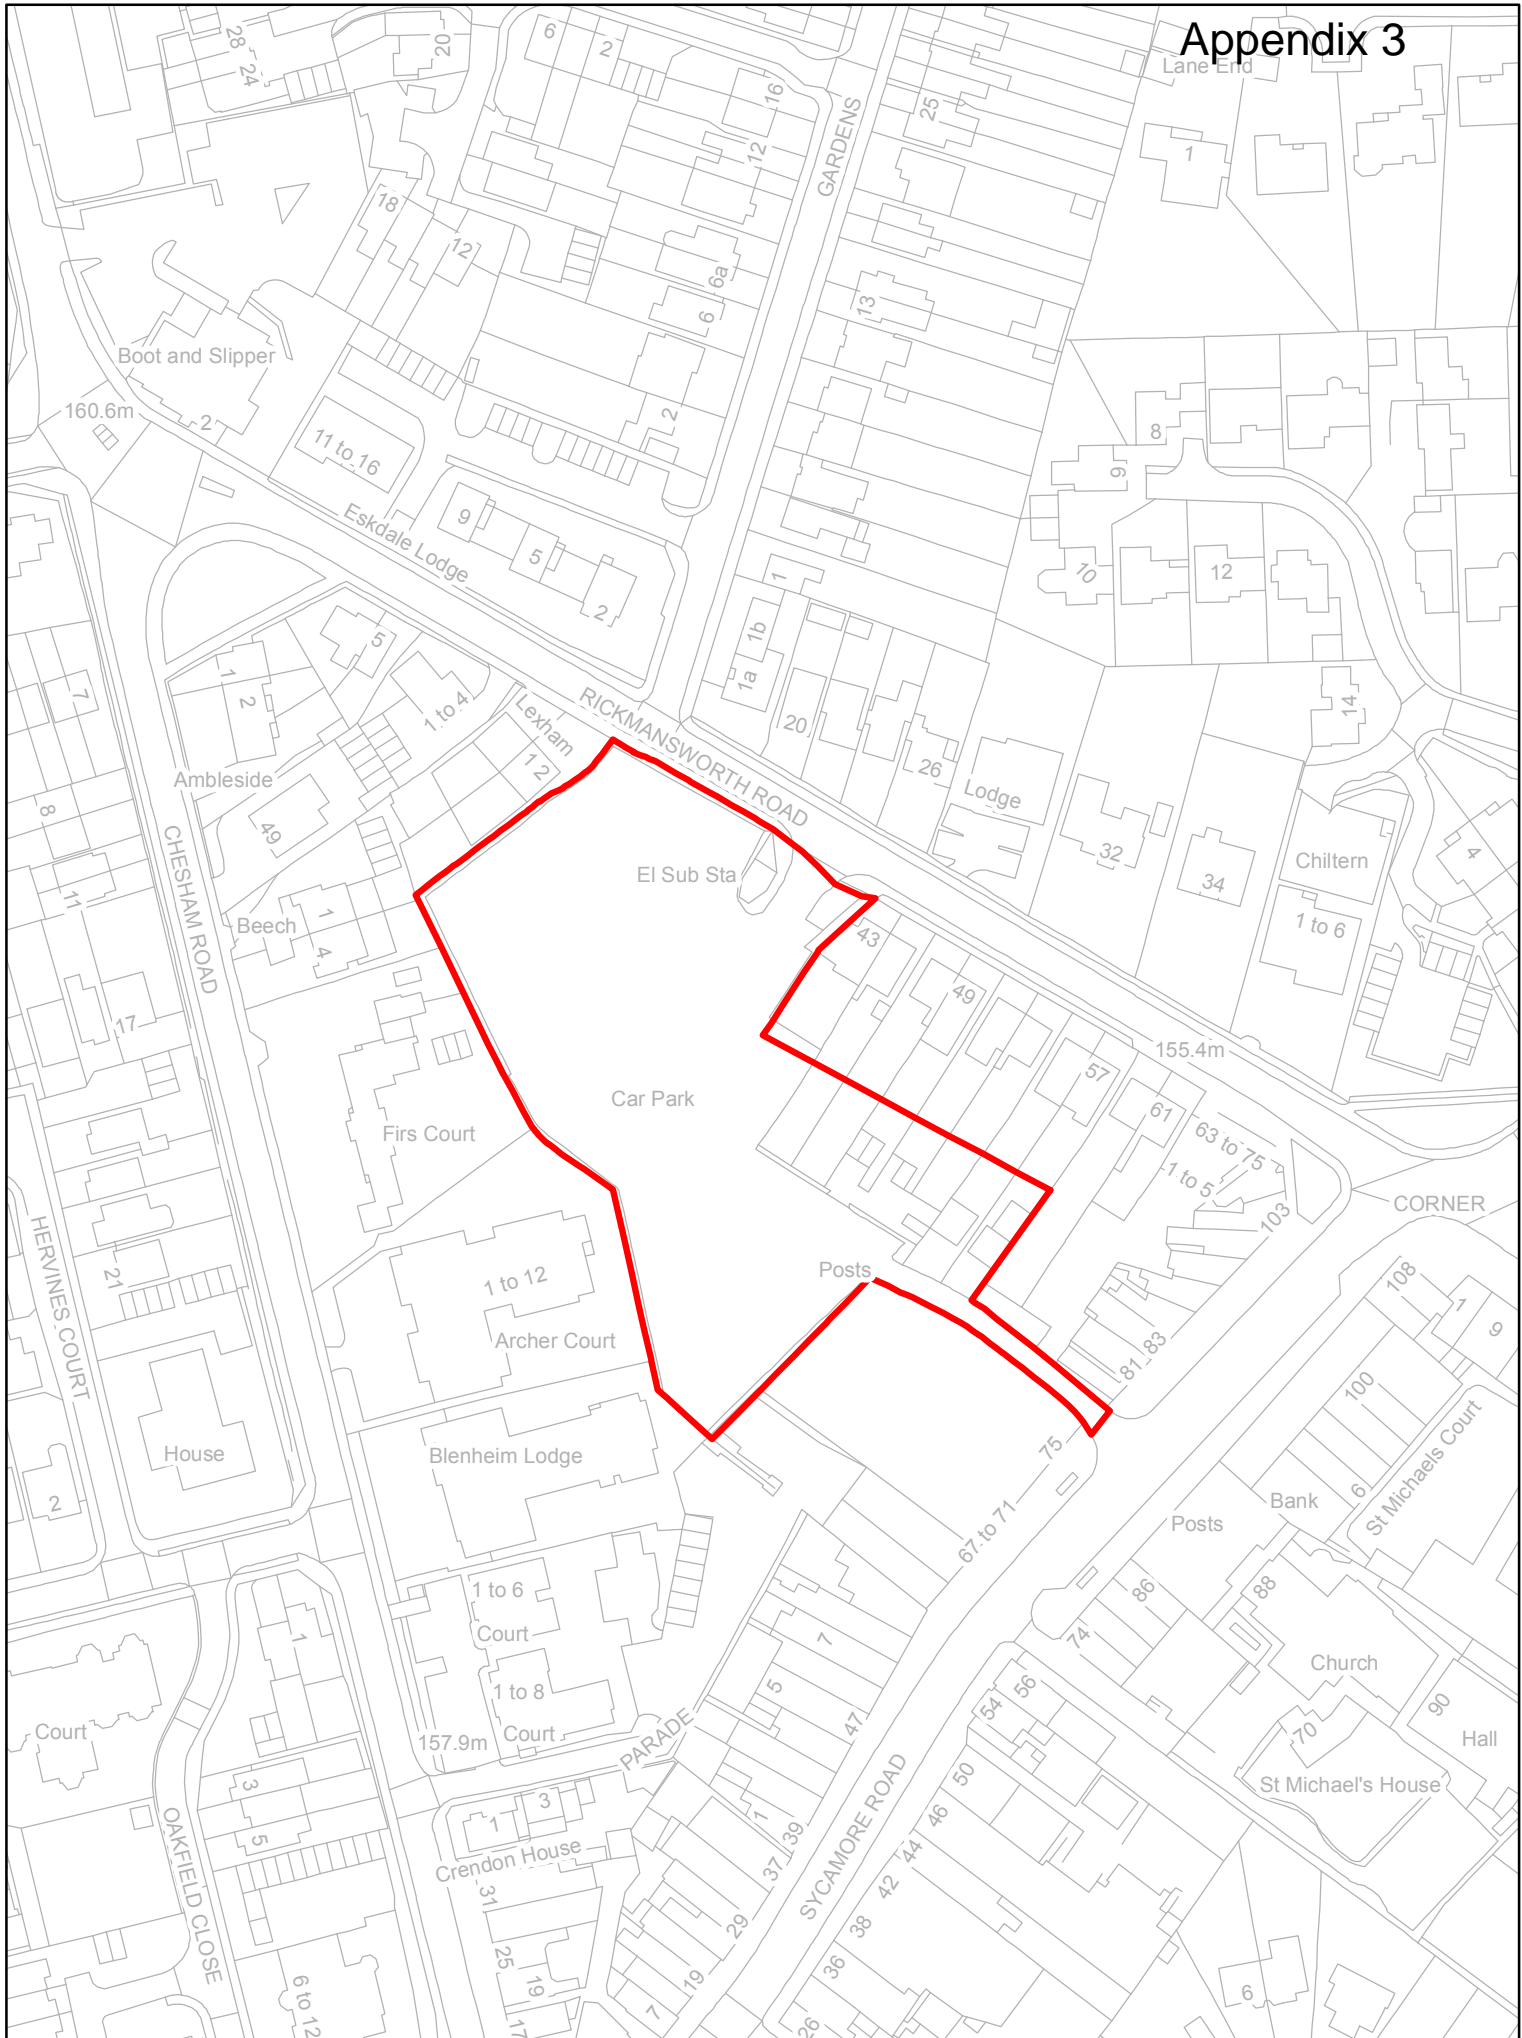 Appendix 3
Lane End
28
24
20
6
2
16
12
GARDENS
25
1
18
12
6a
6
13
Boot and Slipper
160.6m
2
2
11 to 16
Eskdale Lodge
9
5
2
8
9
10
12
1
1b
1a
20
26
14
5
1
2
1 to 4
Lexham
1 2
RICKMANSWORTH ROAD
7
Ambleside
49
8
CHESHAM ROAD
Lodge
32
34
Chiltern
4
1 to 6
El Sub Sta
11
Beech
1
4
43
49
17
155.4m
57
61
63 to 75
1 to 5
103
Car Park
Firs Court
CORNER
HERVINES COURT
21
1 to 12
Archer Court
Posts
108
1
9
81
83
100
House
Blenheim Lodge
75
St Michaels Court
6
2
Bank
Posts
67 to 71
86
88
74
1 to 6
Court
1
7
5
1 to 8
Court
Church
56
54
90
Hall
70
St Michael's House
Court
157.9m
PARADE
47
SYCAMORE ROAD
50
46
44
42
3
5
OAKFIELD CLOSE
1
3
Crendon House
1
39
37
31
29
38
36
25
19
19
7
17
26
6 to 12
6